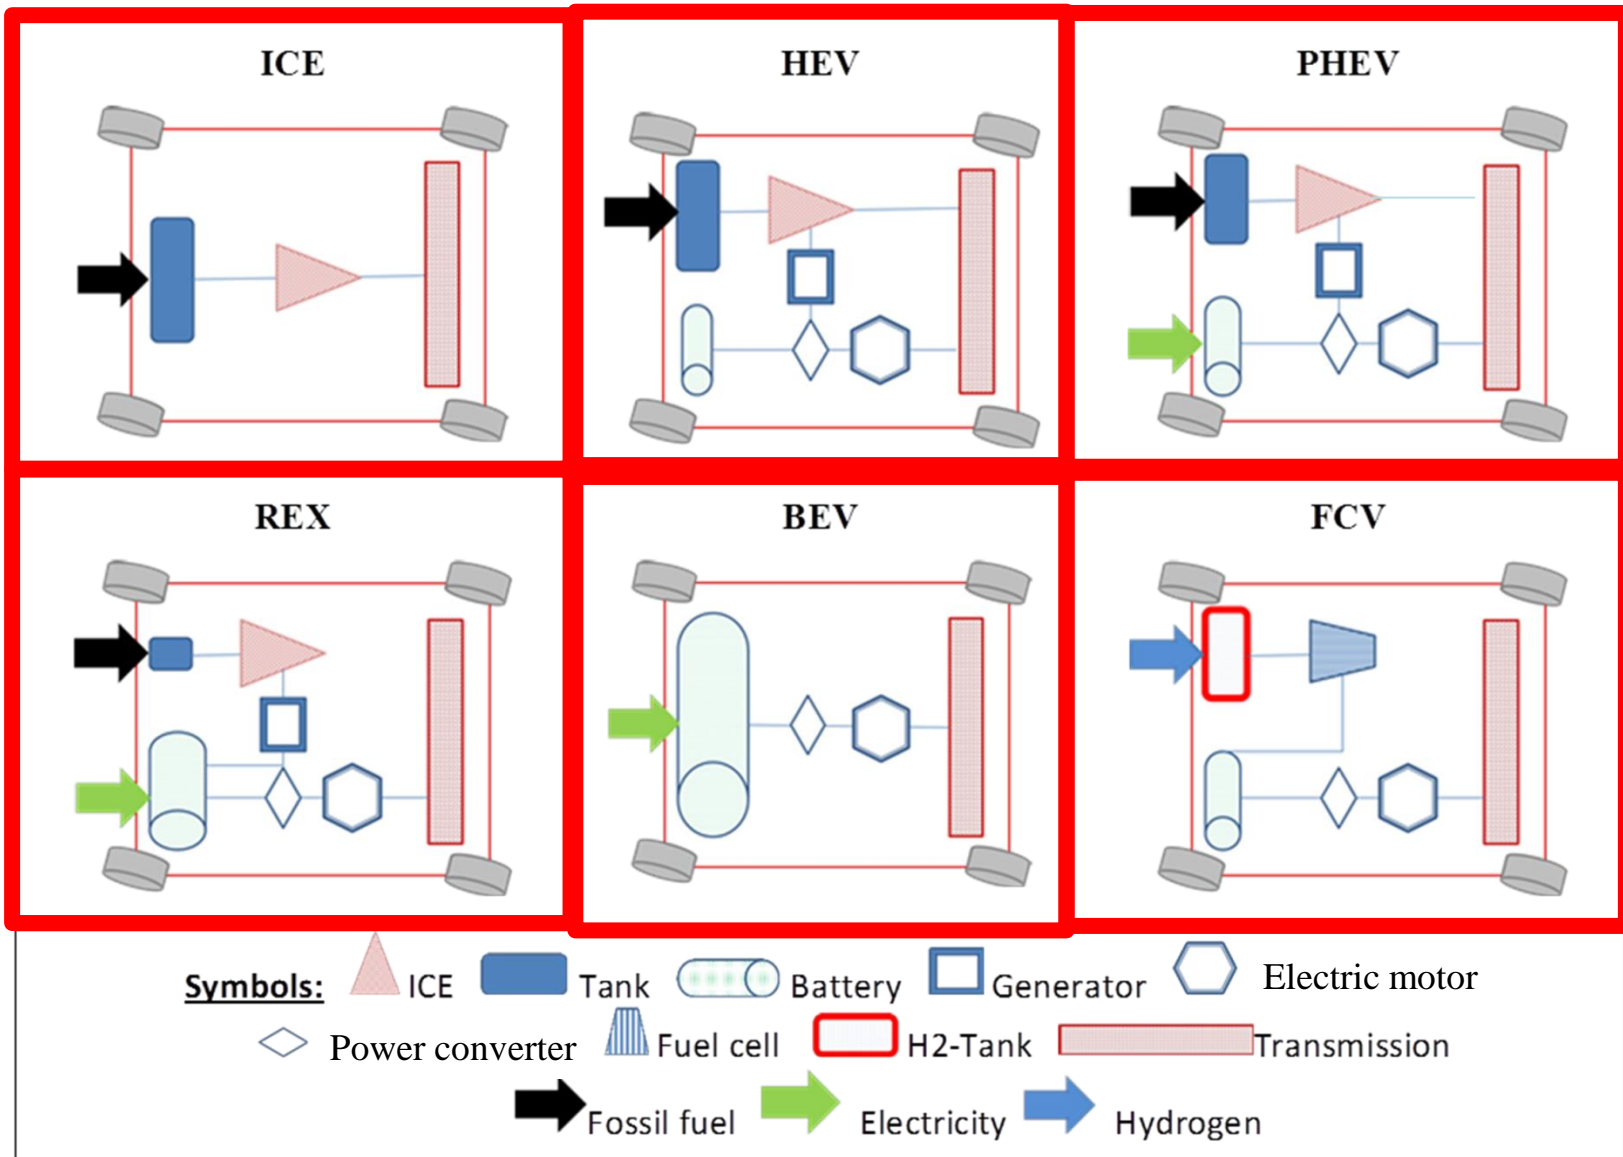 ICE
HEV
PHEV
REX
BEV
FCV
Symbols: ICE Tank Battery Generator Electric motor
Power converter Fuel cell H2-Tank Transmission
Fossil fuel Electricity Hydrogen